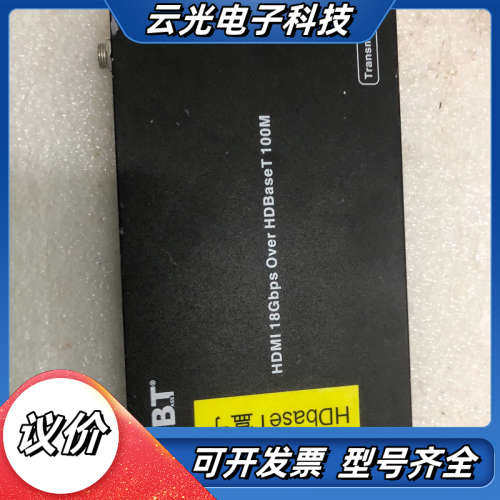 云光电子科技
Transm
HDMI 18Gbps Over HDBaseT 100M
BT
HDbaseT
议价
可开发票 型号齐全